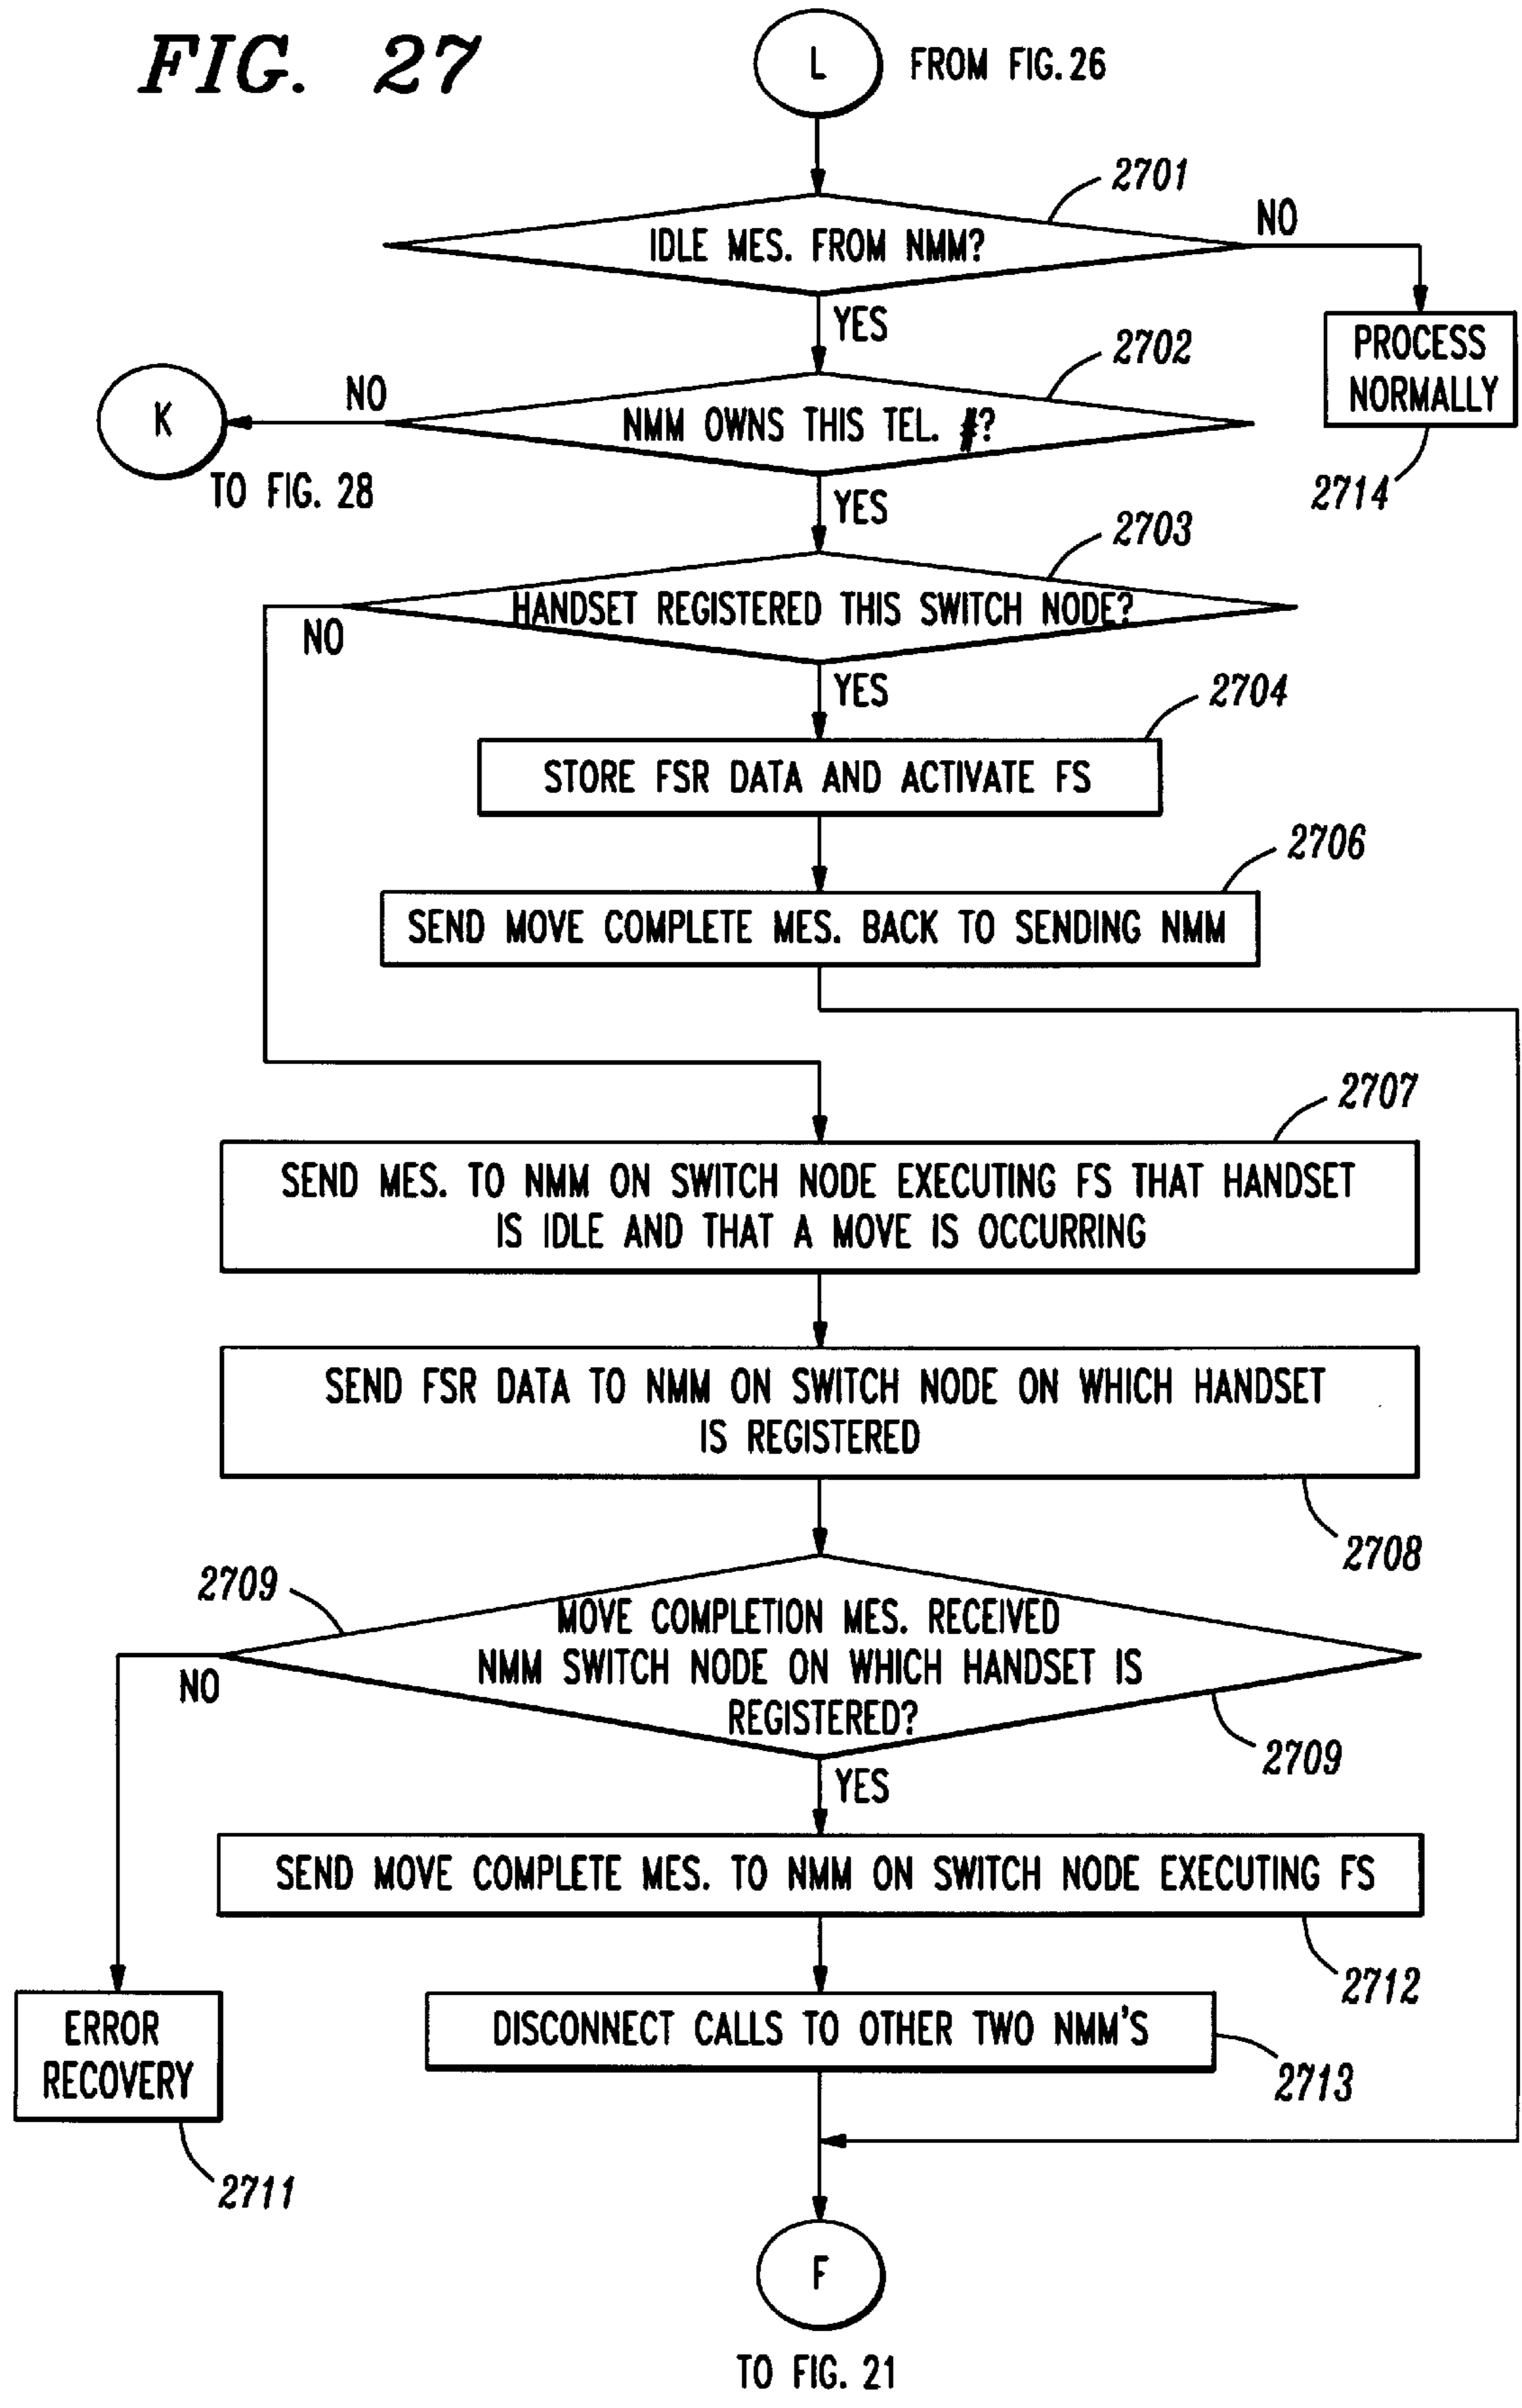 FIG. 27
L
FROM FIG. 26
2701
IDLE MES. FROM NMM?
NO
YES
PROCESS
NORMALLY
2714
2702
NMM OWNS THIS TEL. #?
NO
K
TO FIG. 28
YES
2703
HANDSET REGISTERED THIS SWITCH NODE?
NO
YES
2704
STORE FSR DATA AND ACTIVATE FS
2706
SEND MOVE COMPLETE MES. BACK TO SENDING NMM
2707
SEND MES. TO NMM ON SWITCH NODE EXECUTING FS THAT HANDSET
IS IDLE AND THAT A MOVE IS OCCURRING
SEND FSR DATA TO NMM ON SWITCH NODE ON WHICH HANDSET
IS REGISTERED
2708
2709
MOVE COMPLETION MES. RECEIVED
NMM SWITCH NODE ON WHICH HANDSET IS
REGISTERED?
NO
2709
YES
SEND MOVE COMPLETE MES. TO NMM ON SWITCH NODE EXECUTING FS
2712
ERROR
RECOVERY
2711
DISCONNECT CALLS TO OTHER TWO NMM'S
2713
F
TO FIG. 21